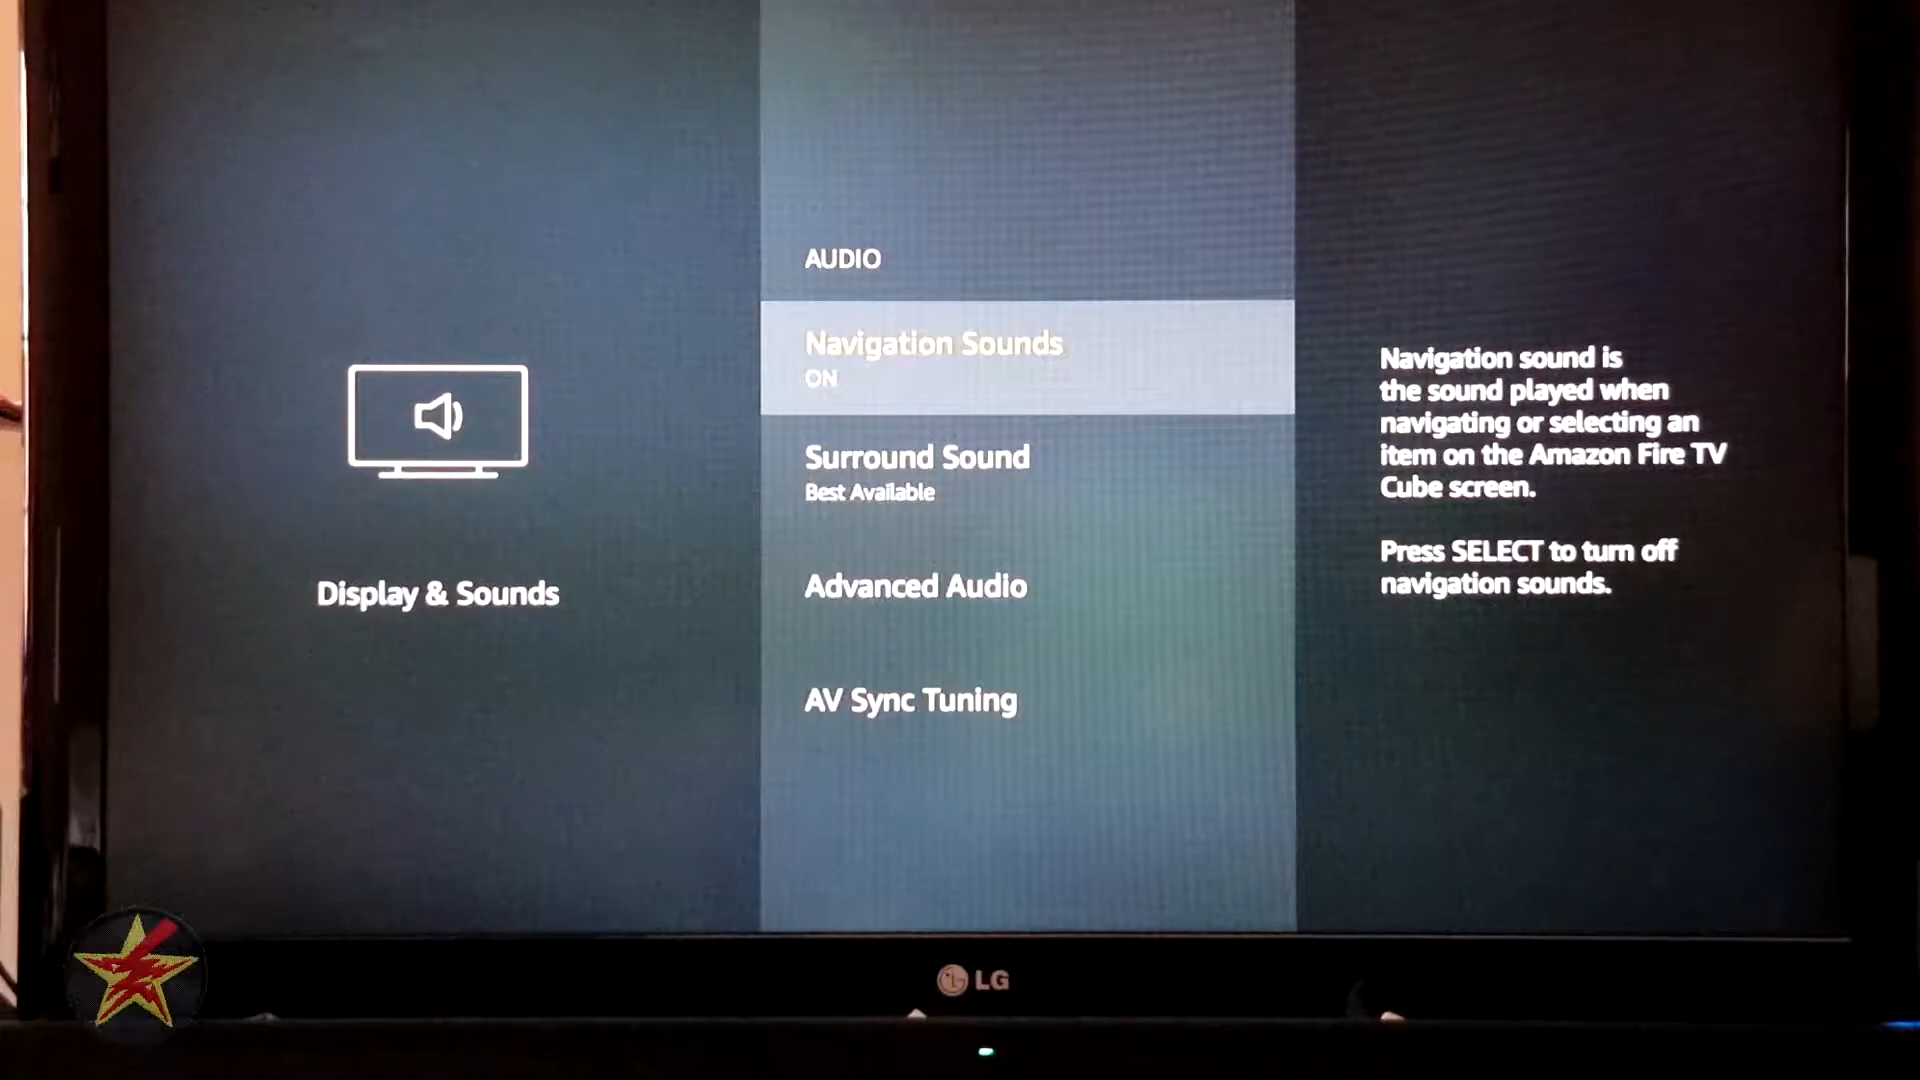 AUDIO
Navigation Sounds
ON
Surround Sound
Best Available
Advanced Audio
AV Sync Tuning
Display & Sounds
Navigation sound is
the sound played when
navigating or selecting an
item on the Amazon Fire TV
Cube screen.
Press SELECT to turn off
navigation sounds.
LG